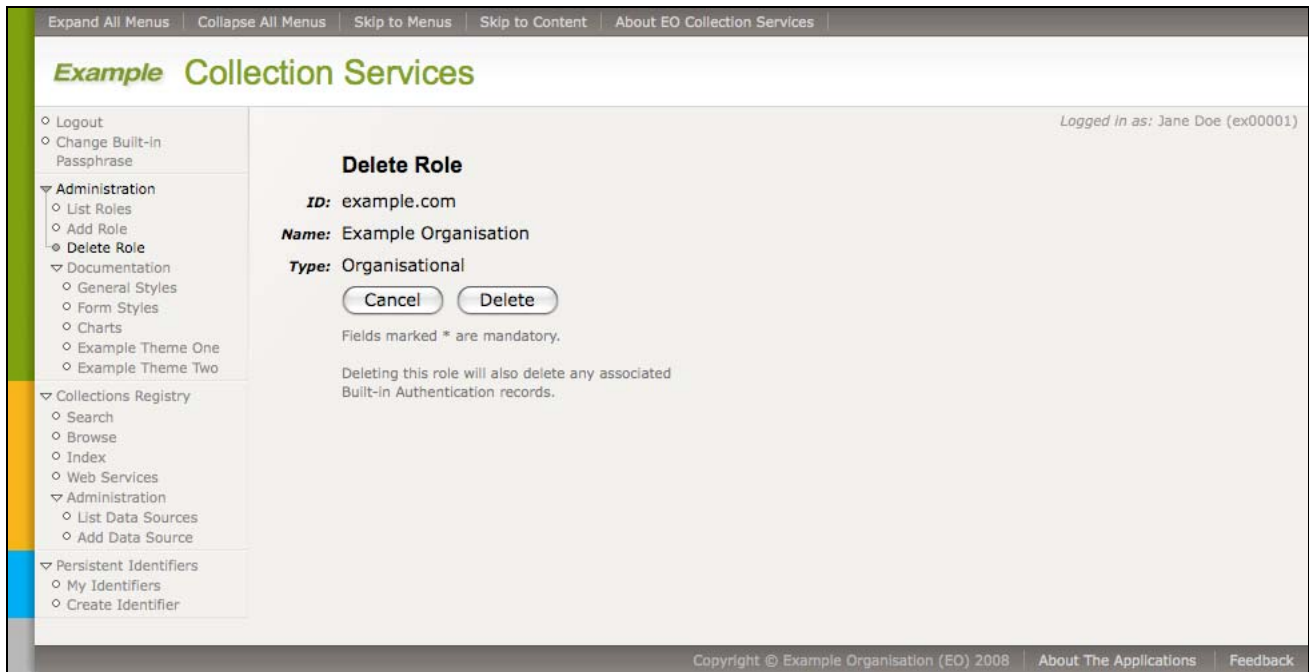 Expand All Menus Collapse All Menus Skip to Menus Skip to Content About EO Collection Services
Example Collection Services
Logged in as: Jane Doe (ex00001)
Logout
Change Built-in
Passphrase
Administration
List Roles
Add Role
Delete Role
Documentation
General Styles
Form Styles
Charts
Example Theme One
Example Theme Two
Collections Registry
Search
Browse
Index
Web Services
Administration
List Data Sources
Add Data Source
Persistent Identifiers
My Identifiers
Create Identifier
Delete Role
ID: example.com
Name: Example Organisation
Type: Organisational
Cancel Delete
Fields marked * are mandatory.
Deleting this role will also delete any associated
Built-in Authentication records.
Copyright © Example Organisation (EO) 2008 About The Applications Feedback